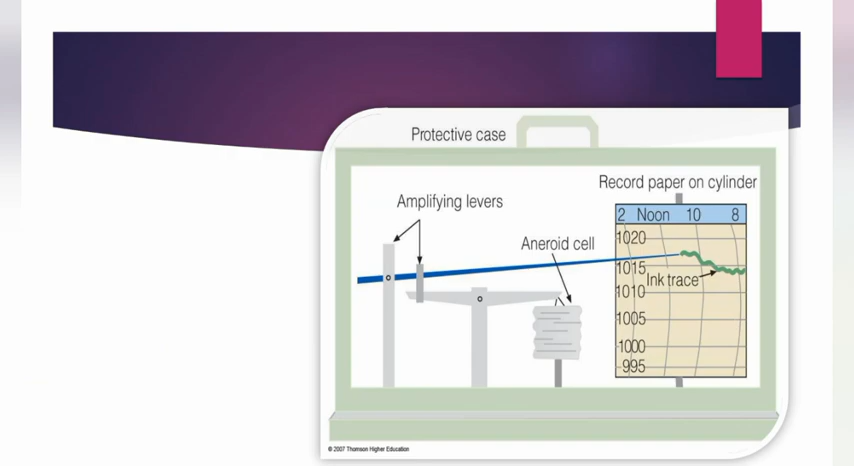 Protective case
Record paper on cylinder
Amplifying levers
2 Noon 10 8
1020
Aneroid cell
1015
Ink trace
1010
1005
1000
995
© 2007 Thomson Higher Education